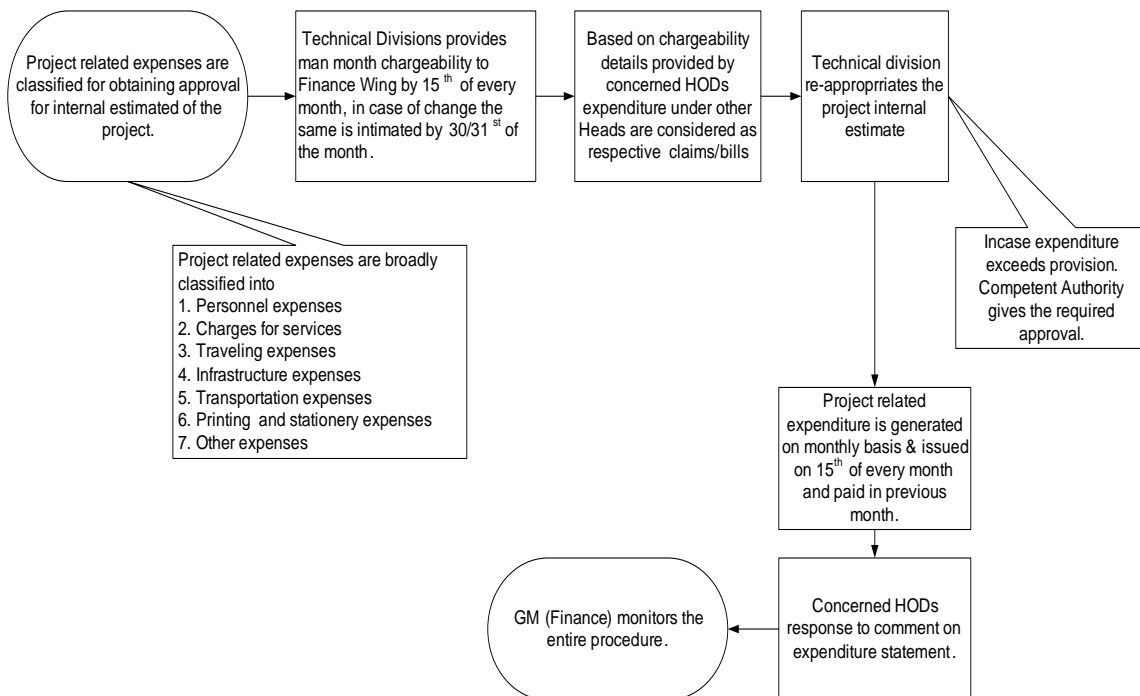 Project related expenses are
classified for obtaining approval
for internal estimated of the
project.
Technical Divisions provides
man month chargeability to
Finance Wing by 15 th of every
month, in case of change the
same is intimated by 30/31 st of
the month.
Based on chargeability
details provided by
concerned HODs
expenditure under other
Heads are considered as
respective claims/bills
Technical division
re-approprriates the
project internal
estimate
Incase expenditure
exceeds provision.
Competent Authority
gives the required
approval.
Project related expenses are broadly
classified into
1. Personnel expenses
2. Charges for services
3. Traveling expenses
4. Infrastructure expenses
5. Transportation expenses
6. Printing and stationery expenses
7. Other expenses
Project related
expenditure is generated
on monthly basis & issued
on 15th of every month
and paid in previous
month.
Concerned HODs
response to comment on
expenditure statement.
GM (Finance) monitors the
entire procedure.